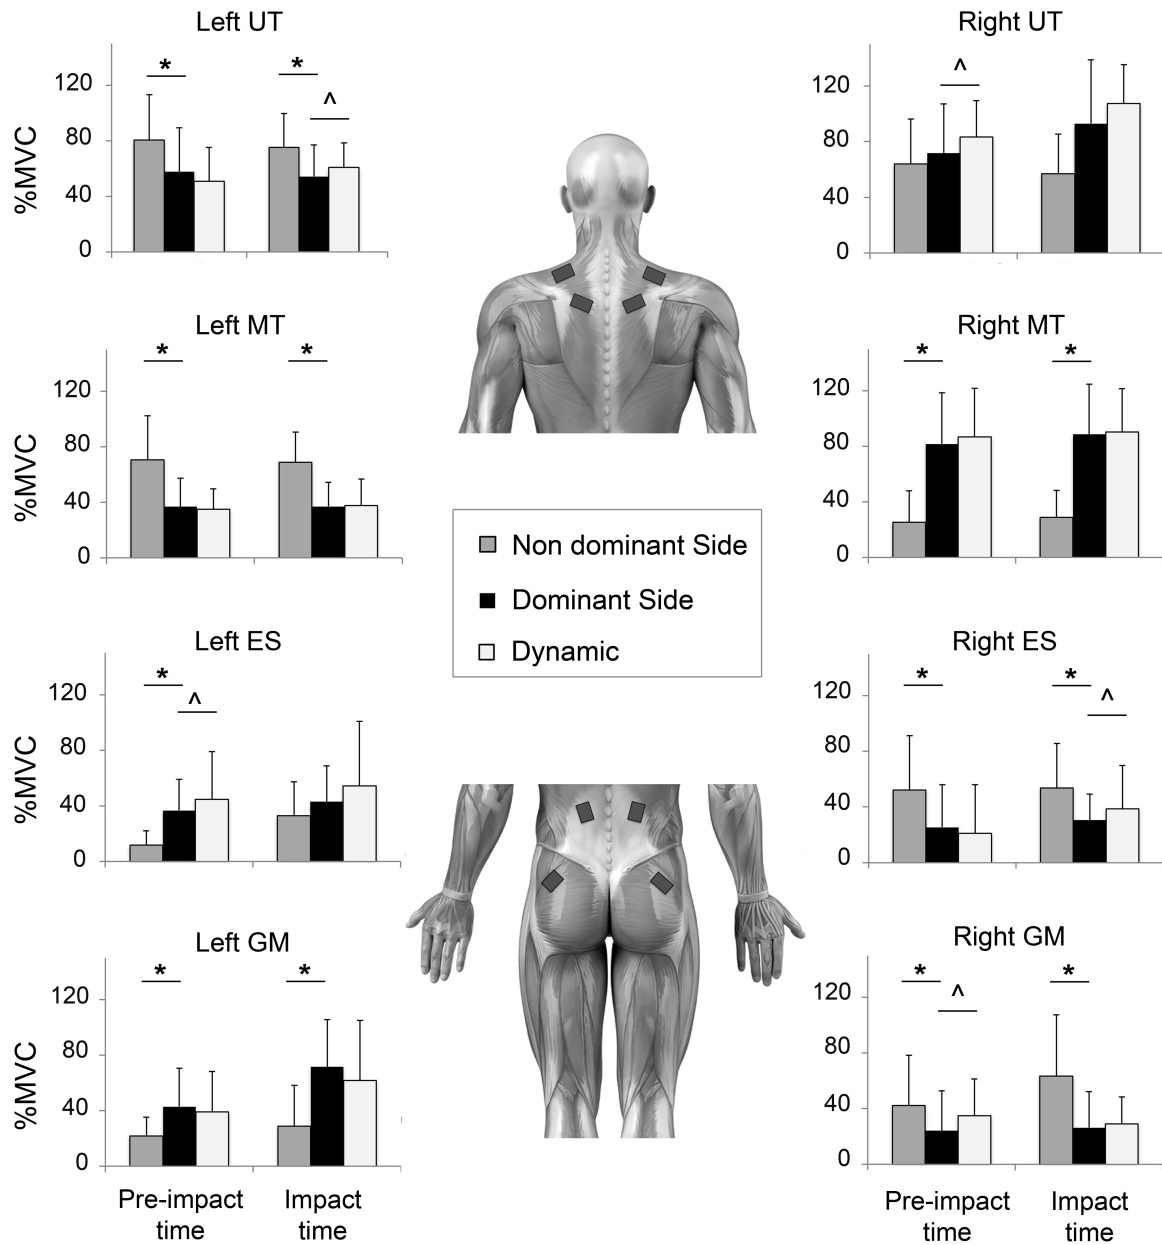 Left UT
Right UT
%MVC
120
80
40
0
*
*
^
120
80
40
0
^
Left MT
Right MT
%MVC
120
80
40
0
*
*
120
80
40
0
*
*
Non dominant Side
Dominant Side
Dynamic
Left ES
Right ES
%MVC
120
80
40
0
*
^
120
80
40
0
*
*
^
Left GM
Right GM
%MVC
120
80
40
0
*
*
120
80
40
0
*
^
*
Pre-impact
time
Impact
time
Pre-impact
time
Impact
time